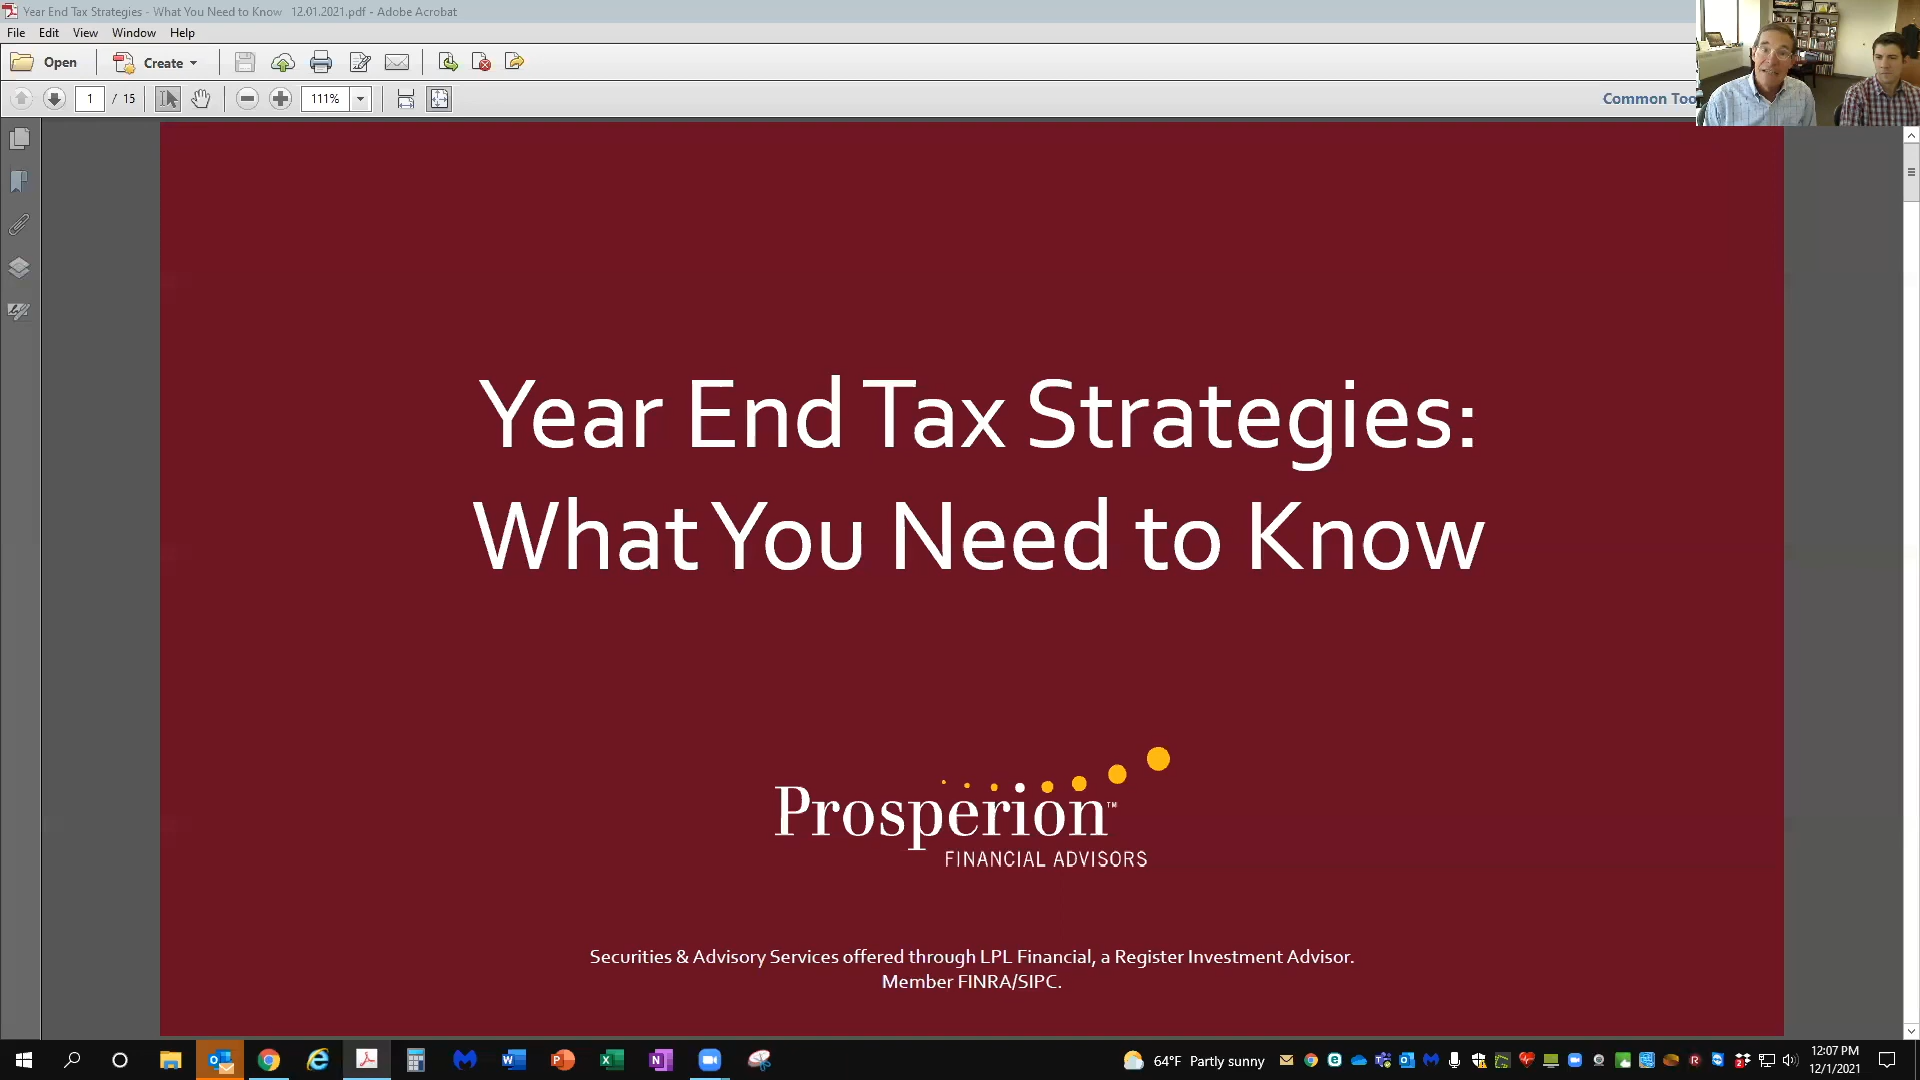 Year End Tax Strategies - What You Need to Know 12.01.2021.pdf - Adobe Acrobat
File Edit View Window Help
Open Create
1 / 15 111% Common Too
Year End Tax Strategies:
What You Need to Know
Prosperion™
FINANCIAL ADVISORS
Securities & Advisory Services offered through LPL Financial, a Register Investment Advisor.
Member FINRA/SIPC.
64°F Partly sunny
12:07 PM
12/1/2021